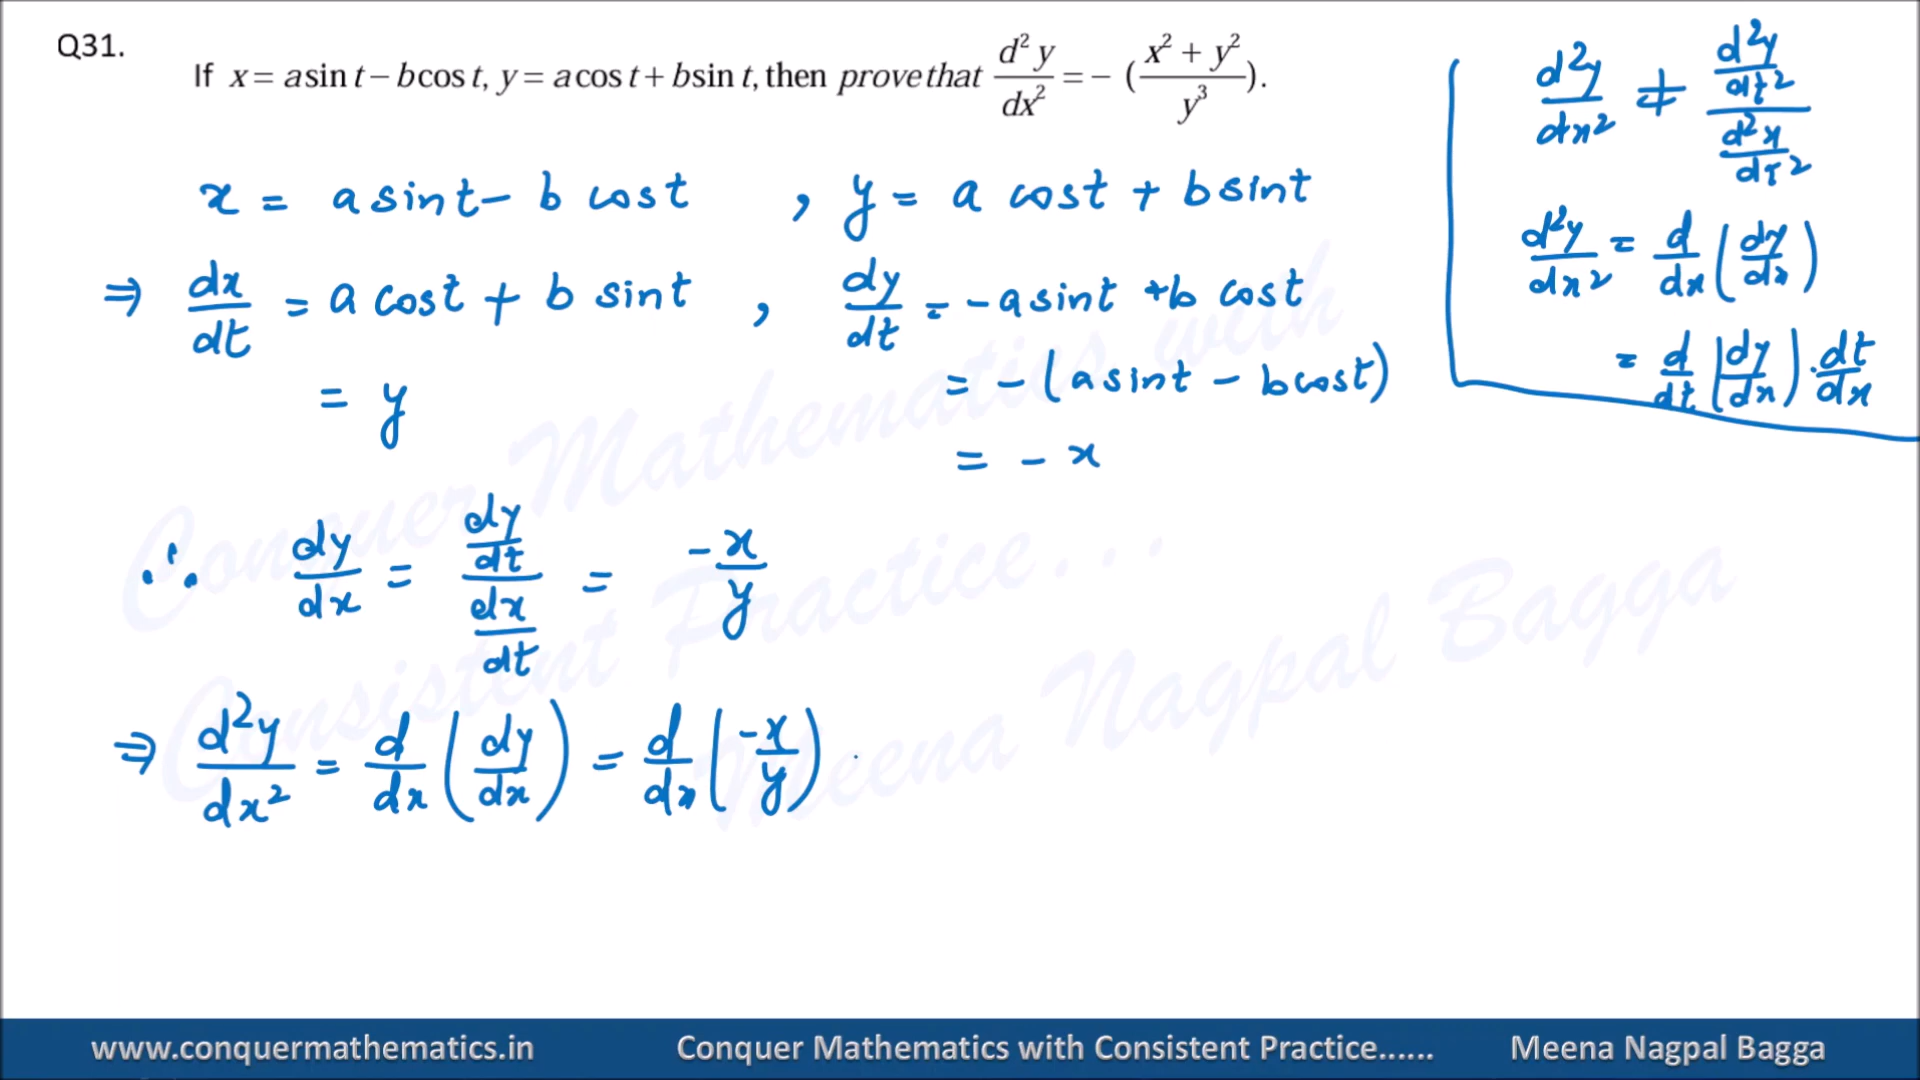 Q31.
If x = a sin t − b cos t, y = a cos t + b sin t, then prove that d²y/dx² = − (x² + y² / y³).
x = a sint − b cost , y = a cost + b sint
⇒ dx/dt = a cost + b sint , dy/dt = − a sint + b cost
= y
= − (a sint − b cost)
= − x
∴ dy/dx = (dy/dt)/(dx/dt) = −x/y
⇒ d²y/dx² = d/dx (dy/dx) = d/dx (−x/y) .
d²y/dx² ≠ (d²y/dt²)/(d²x/dt²)
d²y/dx² = d/dx (dy/dx)
= d/dt (dy/dx) . dt/dx
Conquer Mathematics with
Consistent Practice...
Meena Nagpal Bagga
www.conquermathematics.in Conquer Mathematics with Consistent Practice...... Meena Nagpal Bagga